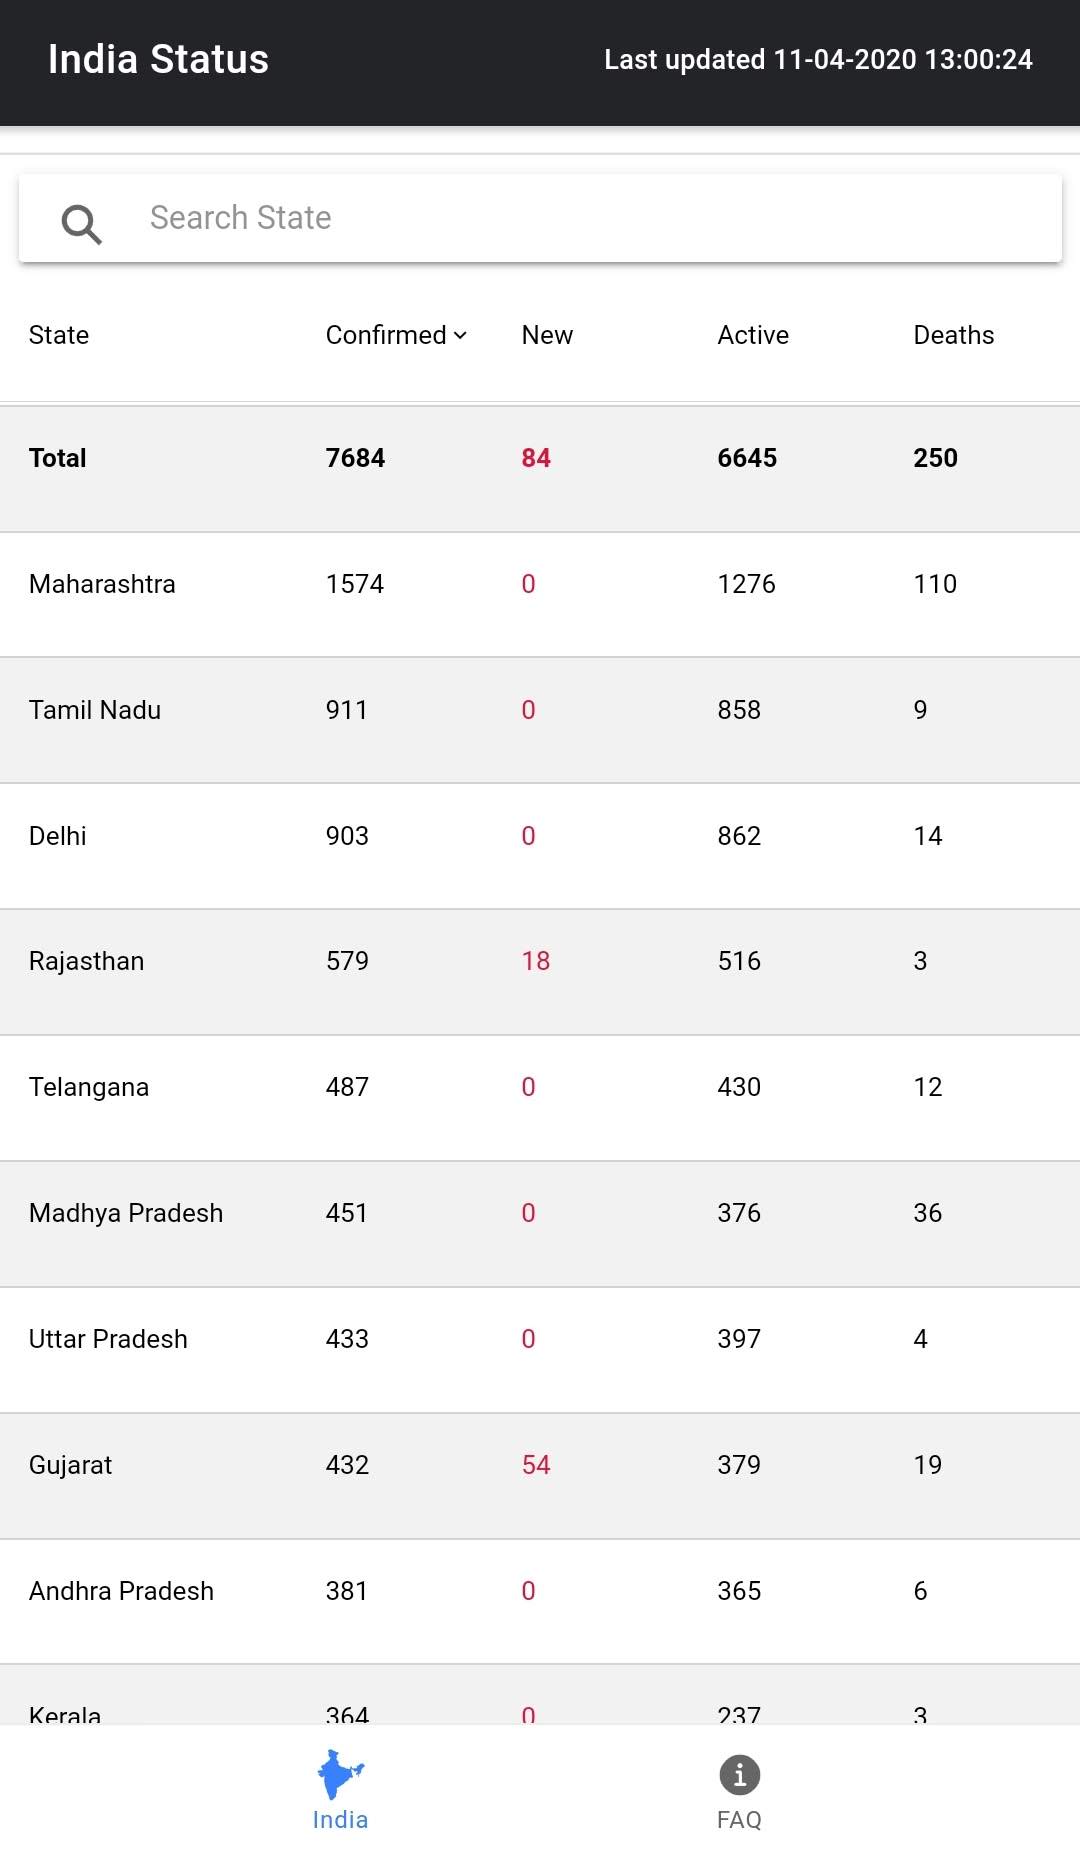 India Status Last updated 11-04-2020 13:00:24
Search State
State Confirmed New Active Deaths
Total 7684 84 6645 250
Maharashtra 1574 0 1276 110
Tamil Nadu 911 0 858 9
Delhi 903 0 862 14
Rajasthan 579 18 516 3
Telangana 487 0 430 12
Madhya Pradesh 451 0 376 36
Uttar Pradesh 433 0 397 4
Gujarat 432 54 379 19
Andhra Pradesh 381 0 365 6
Kerala 364 0 237 3
India FAQ